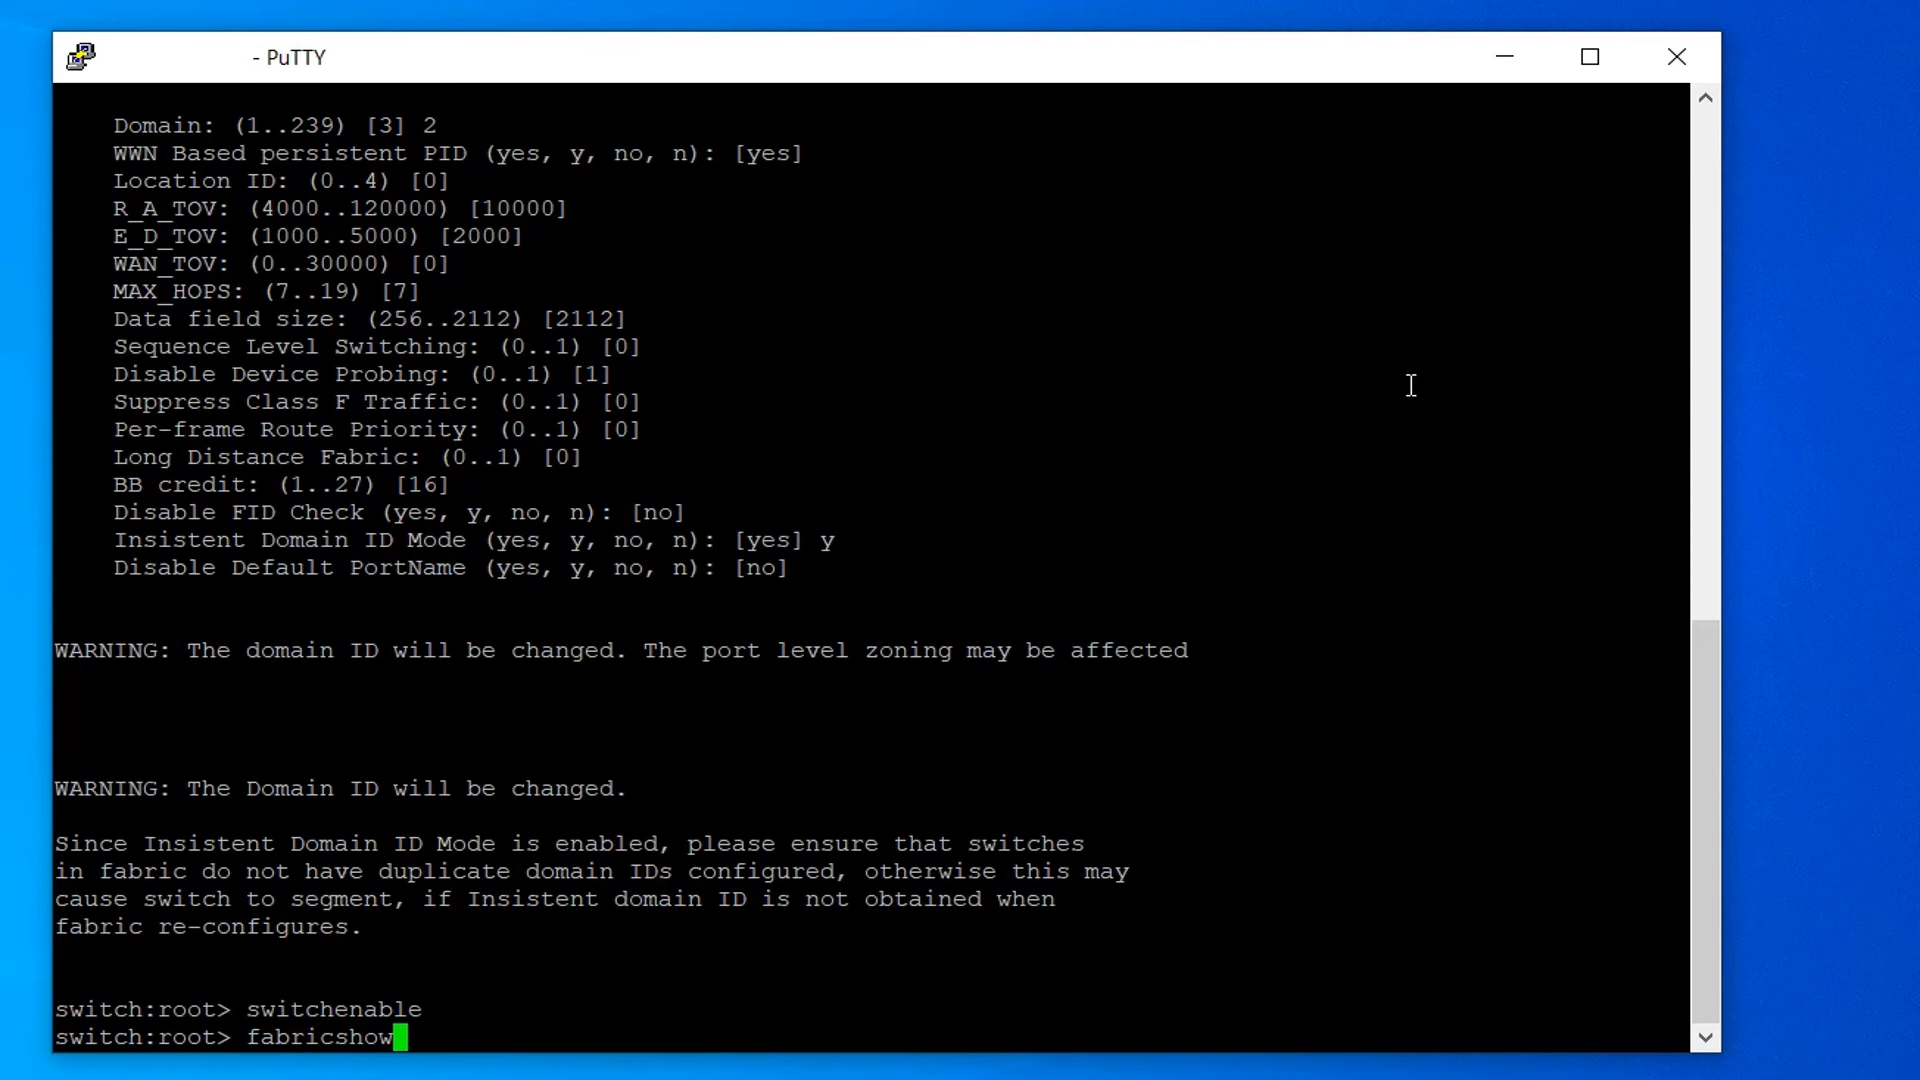 - PuTTY
Domain: (1..239) [3] 2
WWN Based persistent PID (yes, y, no, n): [yes]
Location ID: (0..4) [0]
R_A_TOV: (4000..120000) [10000]
E_D_TOV: (1000..5000) [2000]
WAN_TOV: (0..30000) [0]
MAX_HOPS: (7..19) [7]
Data field size: (256..2112) [2112]
Sequence Level Switching: (0..1) [0]
Disable Device Probing: (0..1) [1]
Suppress Class F Traffic: (0..1) [0]
Per-frame Route Priority: (0..1) [0]
Long Distance Fabric: (0..1) [0]
BB credit: (1..27) [16]
Disable FID Check (yes, y, no, n): [no]
Insistent Domain ID Mode (yes, y, no, n): [yes] y
Disable Default PortName (yes, y, no, n): [no]
WARNING: The domain ID will be changed. The port level zoning may be affected
WARNING: The Domain ID will be changed.
Since Insistent Domain ID Mode is enabled, please ensure that switches
in fabric do not have duplicate domain IDs configured, otherwise this may
cause switch to segment, if Insistent domain ID is not obtained when
fabric re-configures.
switch:root> switchenable
switch:root> fabricshow